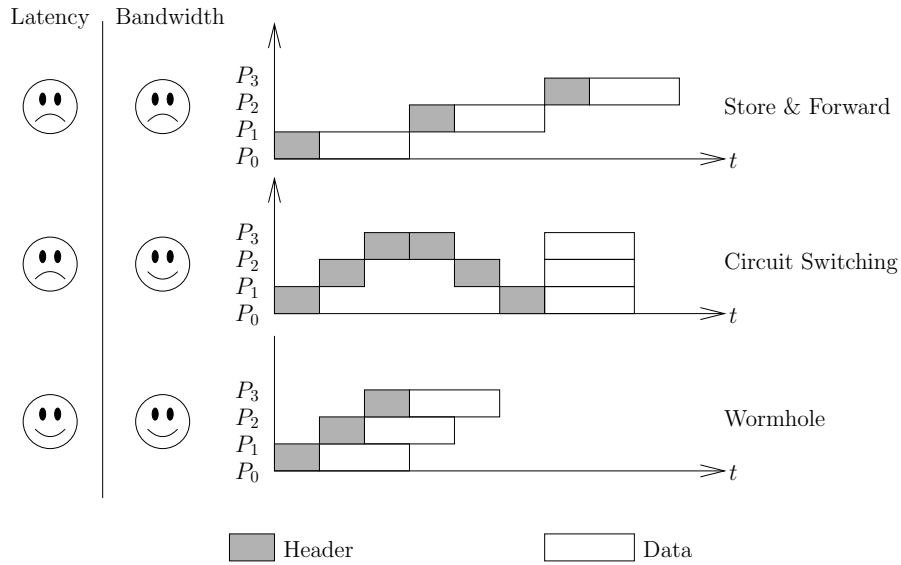 Latency Bandwidth
P3
P2
P1
P0
t
Store & Forward
P3
P2
P1
P0
t
Circuit Switching
P3
P2
P1
P0
t
Wormhole
Header Data